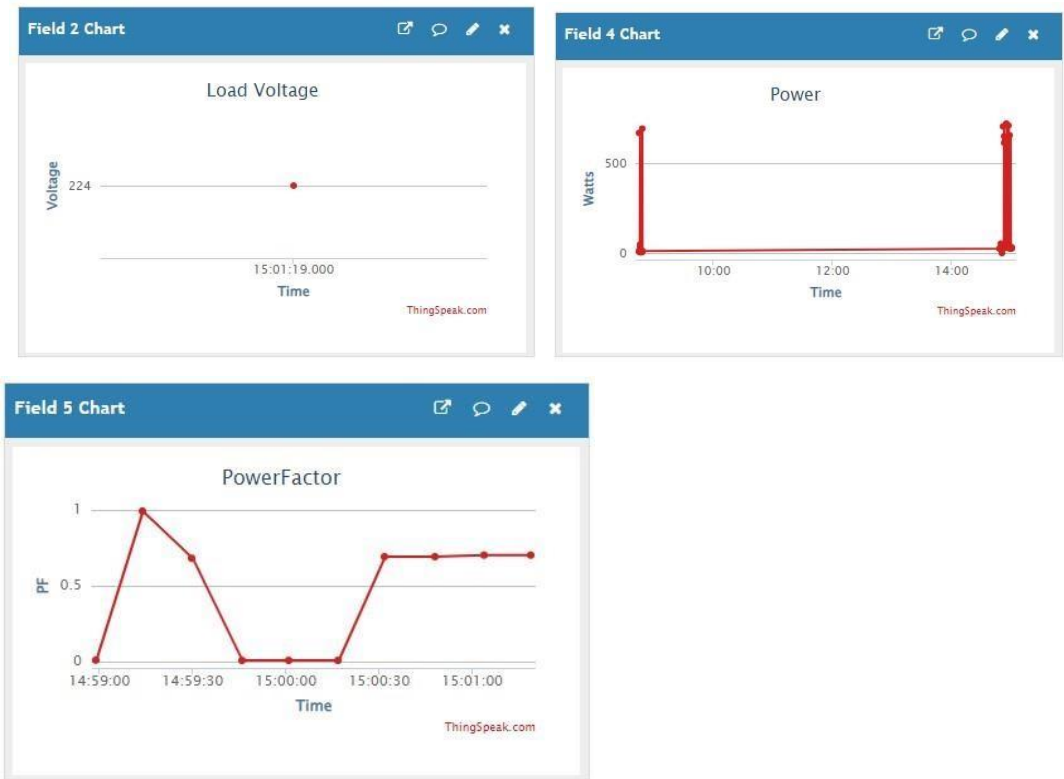 Field 2 Chart
Load Voltage
Voltage
224
15:01:19.000
Time
ThingSpeak.com
Field 4 Chart
Power
Watts
500
0
10:00 12:00 14:00
Time
ThingSpeak.com
Field 5 Chart
PowerFactor
PF
1
0.5
0
14:59:00 14:59:30 15:00:00 15:00:30 15:01:00
Time
ThingSpeak.com